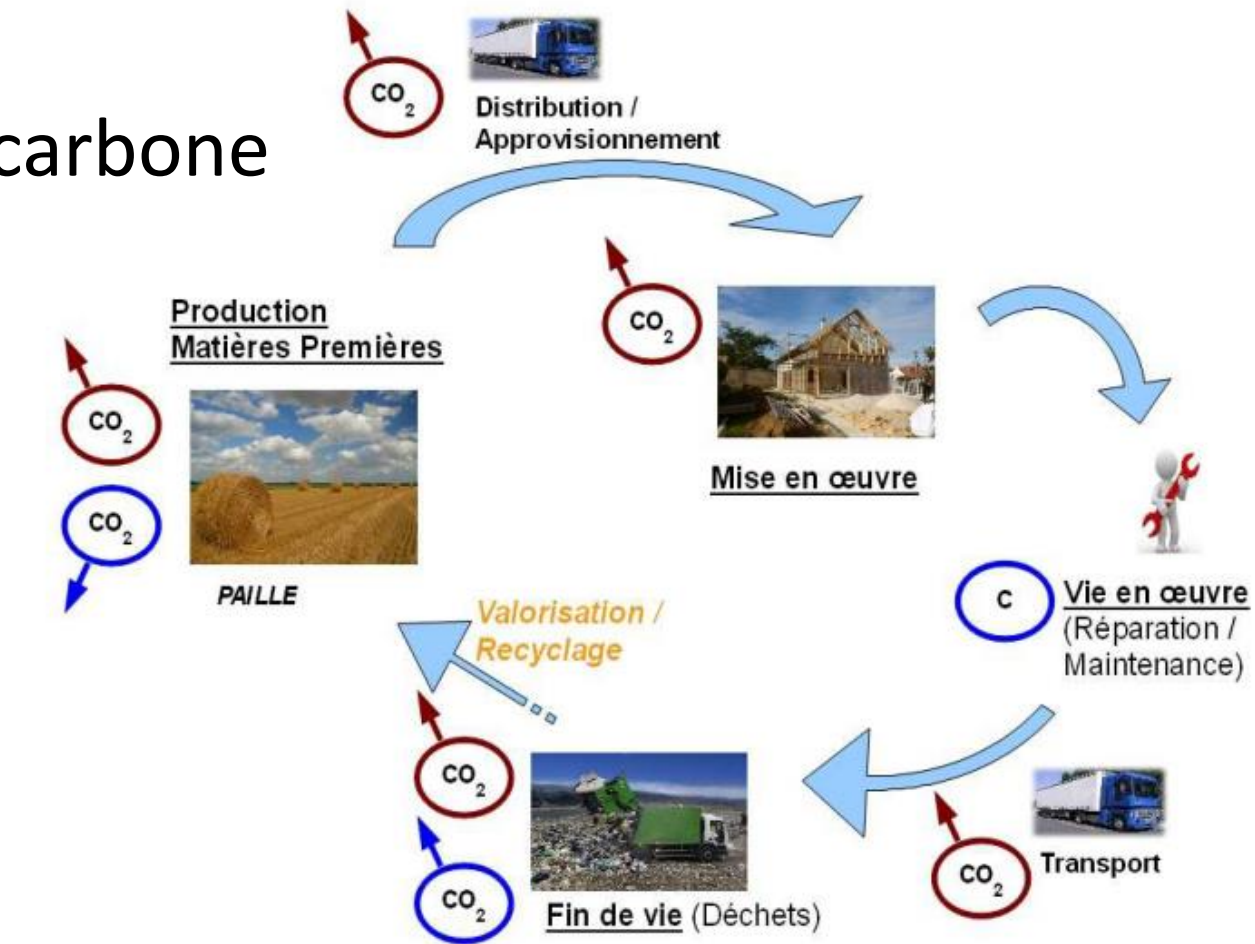 carbone
CO2
Distribution /
Approvisionnement
CO2
Production
Matières Premières
CO2
CO2
PAILLE
Mise en œuvre
C
Vie en œuvre
(Réparation /
Maintenance)
Valorisation /
Recyclage
CO2
CO2
Fin de vie (Déchets)
CO2
Transport